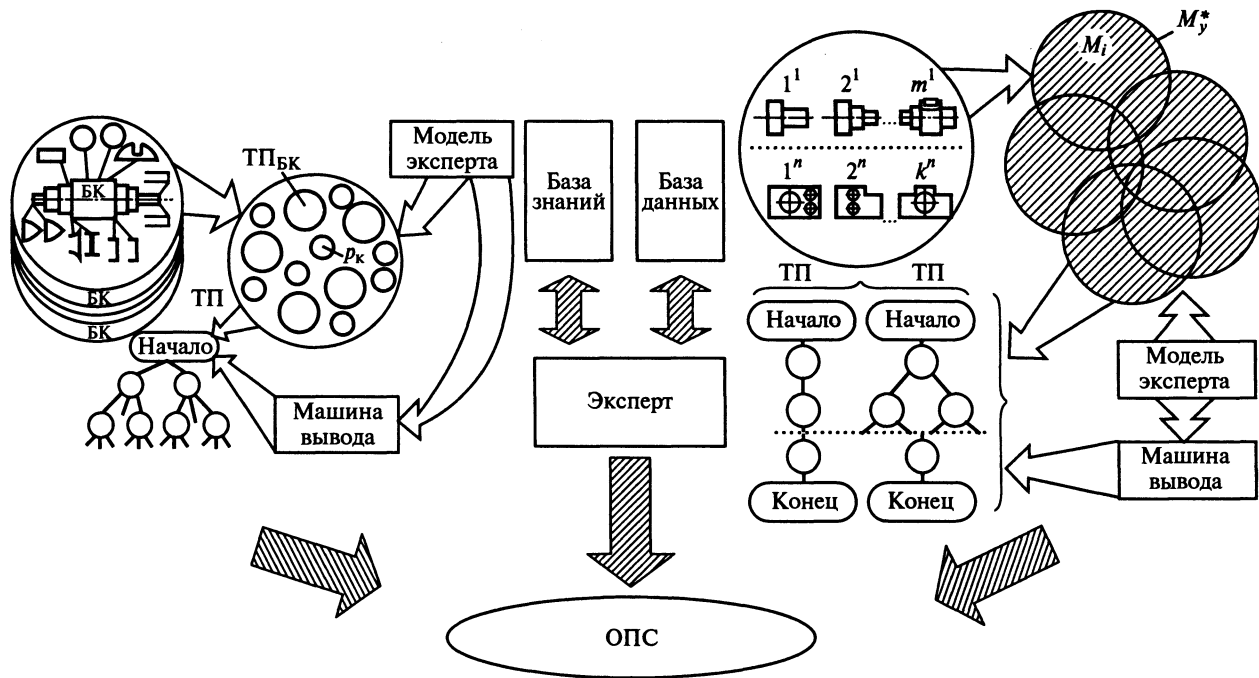 БК
БК
БК
ТП_БК
p_к
Модель
эксперта
ТП
Начало
Машина
вывода
База
знаний
База
данных
Эксперт
1^1
2^1
...
m^1
1^n
2^n
...
k^n
M_i
M_y^*
ТП
ТП
Начало
Начало
Конец
Конец
Модель
эксперта
Машина
вывода
ОПС